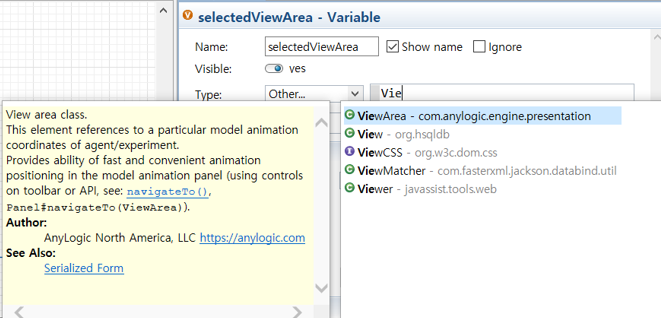 selectedViewArea - Variable
Name:
selectedViewArea
Show name
Ignore
Visible:
yes
Type:
Other...
Vie
View area class.
This element references to a particular model animation
coordinates of agent/experiment.
Provides ability of fast and convenient animation
positioning in the model animation panel (using controls
on toolbar or API, see: navigateTo(),
Panel#navigateTo(ViewArea)).
Author:
AnyLogic North America, LLC https://anylogic.com
See Also:
Serialized Form
ViewArea - com.anylogic.engine.presentation
View - org.hsqldb
ViewCSS - org.w3c.dom.css
ViewMatcher - com.fasterxml.jackson.databind.util
Viewer - javassist.tools.web